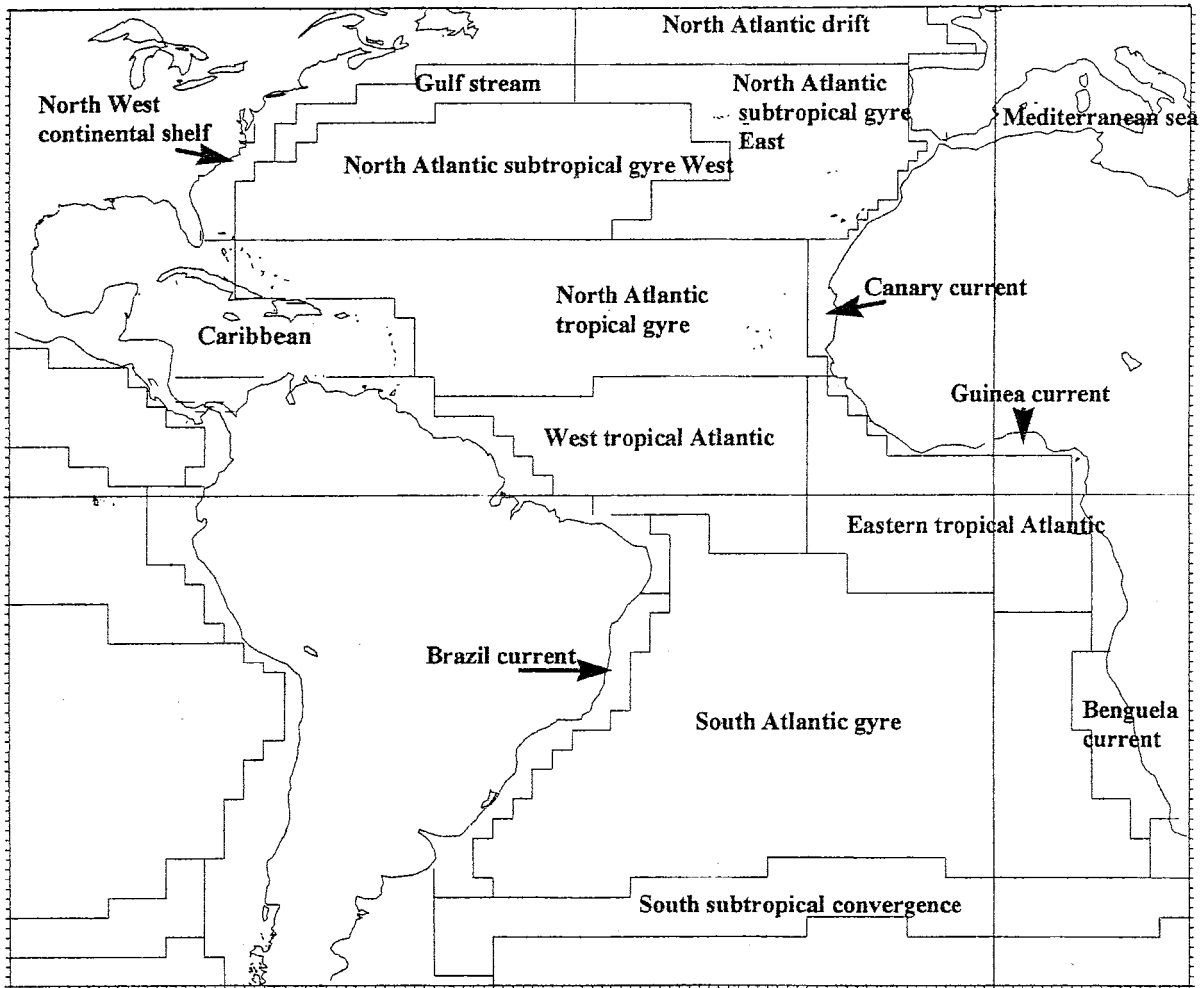 North Atlantic drift
Gulf stream
North Atlantic
subtropical gyre
East
North West
continental shelf
Mediterranean sea
North Atlantic subtropical gyre West
North Atlantic
tropical gyre
Canary current
Caribbean
Guinea current
West tropical Atlantic
Eastern tropical Atlantic
Brazil current
South Atlantic gyre
Benguela
current
South subtropical convergence